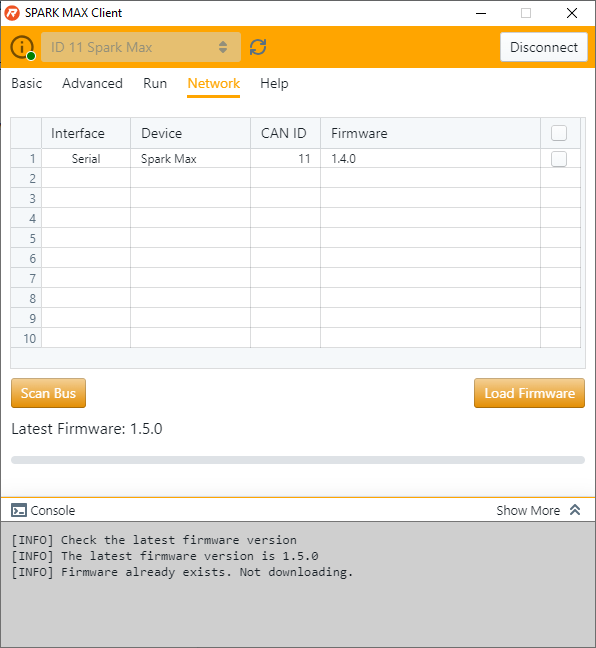 SPARK MAX Client
ID 11 Spark Max
Disconnect
Basic Advanced Run Network Help
Interface Device CAN ID Firmware
1 Serial Spark Max 11 1.4.0
2
3
4
5
6
7
8
9
10
Scan Bus Load Firmware
Latest Firmware: 1.5.0
Console Show More
[INFO] Check the latest firmware version
[INFO] The latest firmware version is 1.5.0
[INFO] Firmware already exists. Not downloading.